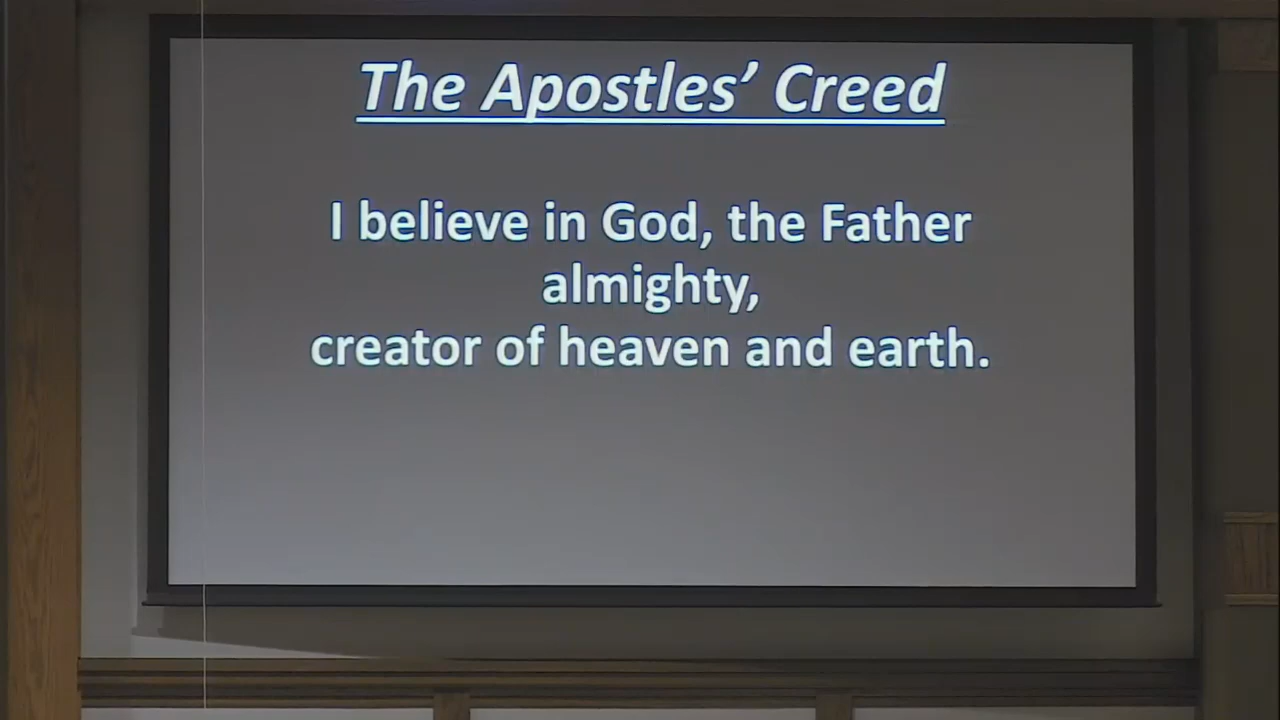 The Apostles’ Creed
I believe in God, the Father
almighty,
creator of heaven and earth.